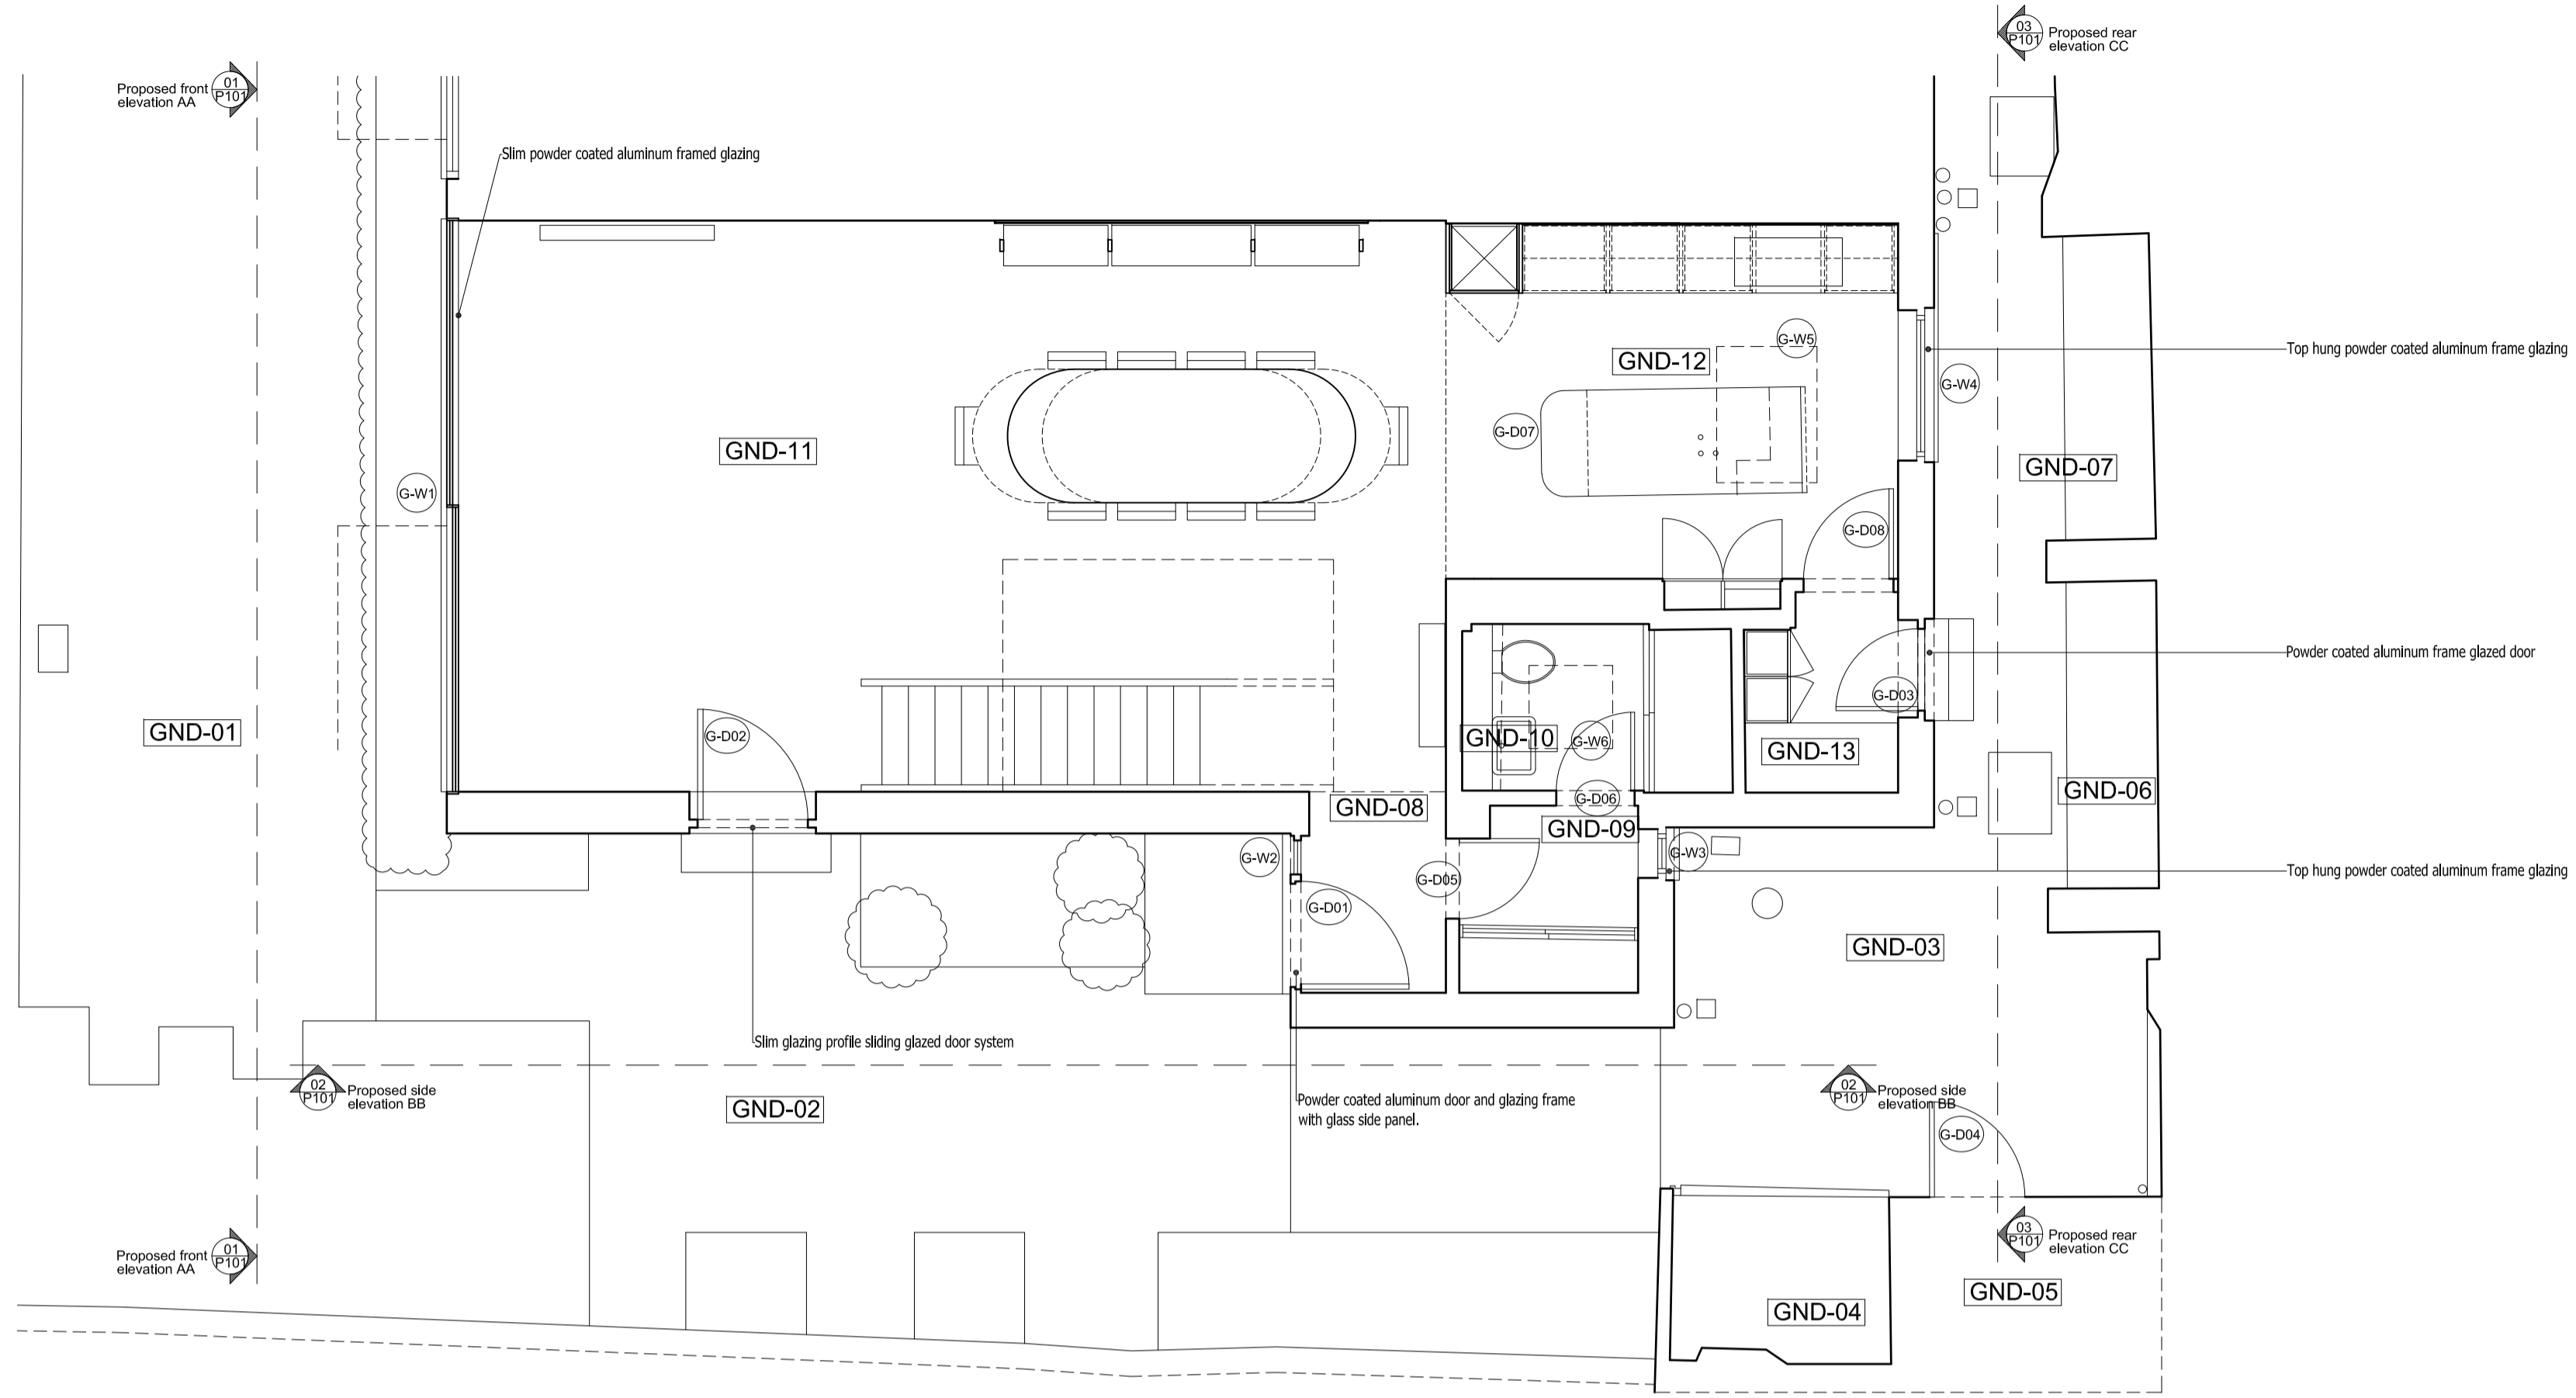 03
P101
Proposed rear
elevation CC
01
P101
Proposed front
elevation AA
Slim powder coated aluminum framed glazing
G-W5
Top hung powder coated aluminum frame glazing
GND-12
G-W4
G-D07
GND-11
GND-07
G-W1
G-D08
Powder coated aluminum frame glazed door
G-D03
GND-01
G-D02
GND-10
G-W6
GND-13
GND-06
G-D06
GND-08
GND-09
G-W2
G-W3
Top hung powder coated aluminum frame glazing
G-D05
G-D01
GND-03
Slim glazing profile sliding glazed door system
02
P101
Proposed side
elevation BB
GND-02
Powder coated aluminum door and glazing frame
with glass side panel.
02
P101
Proposed side
elevation BB
G-D04
01
P101
Proposed front
elevation AA
03
P101
Proposed rear
elevation CC
GND-05
GND-04